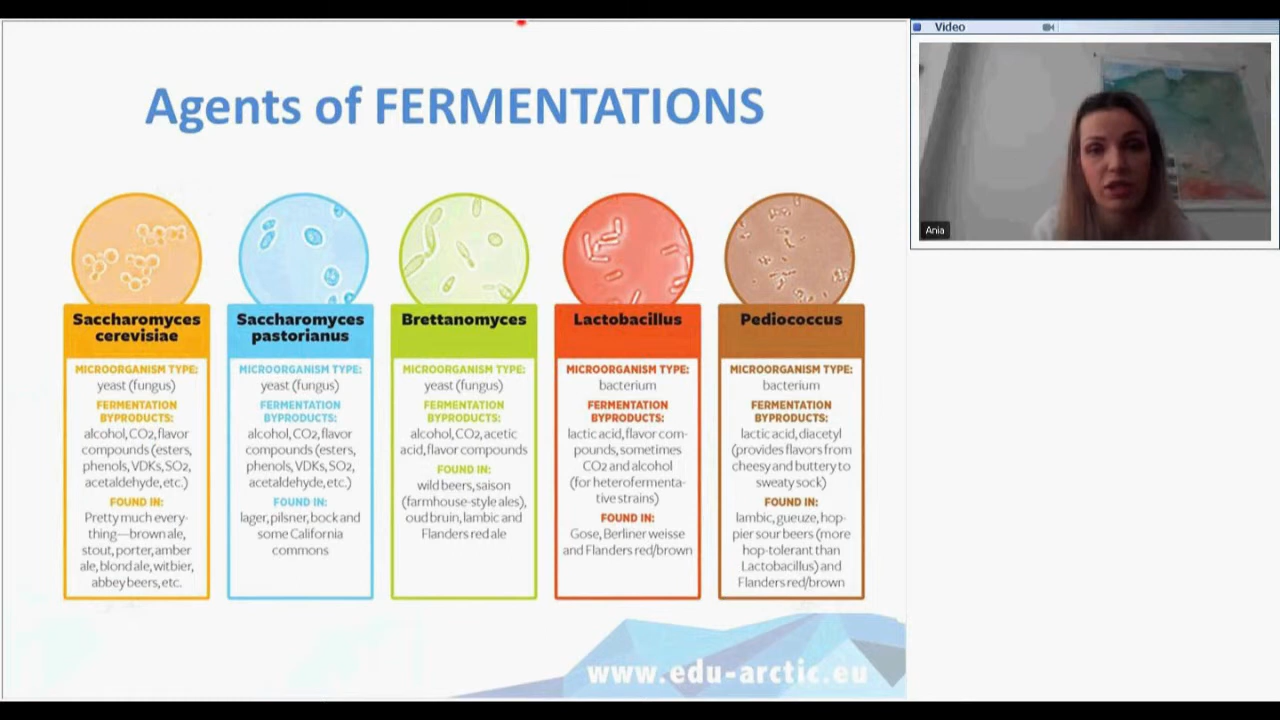 Agents of FERMENTATIONS
Saccharomyces
cerevisiae
MICROORGANISM TYPE:
yeast (fungus)
FERMENTATION
BYPRODUCTS:
alcohol, CO2, flavor
compounds (esters,
phenols, VDKs, SO2,
acetaldehyde, etc.)
FOUND IN:
Pretty much every-
thing—brown ale,
stout, porter, amber
ale, blond ale, witbier,
abbey beers, etc.
Saccharomyces
pastorianus
MICROORGANISM TYPE:
yeast (fungus)
FERMENTATION
BYPRODUCTS:
alcohol, CO2, flavor
compounds (esters,
phenols, VDKs, SO2,
acetaldehyde, etc.)
FOUND IN:
lager, pilsner, bock and
some California
commons
Brettanomyces
MICROORGANISM TYPE:
yeast (fungus)
FERMENTATION
BYPRODUCTS:
alcohol, CO2, acetic
acid, flavor compounds
FOUND IN:
wild beers, saison
(farmhouse-style ales),
oud bruin, lambic and
Flanders red ale
Lactobacillus
MICROORGANISM TYPE:
bacterium
FERMENTATION
BYPRODUCTS:
lactic acid, flavor com-
pounds, sometimes
CO2 and alcohol
(for heterofermenta-
tive strains)
FOUND IN:
Gose, Berliner weisse
and Flanders red/brown
Pediococcus
MICROORGANISM TYPE:
bacterium
FERMENTATION
BYPRODUCTS:
lactic acid, diacetyl
(provides flavors from
cheesy and buttery to
sweaty sock)
FOUND IN:
lambic, gueuze, hop-
pier sour beers (more
hop-tolerant than
Lactobacillus) and
Flanders red/brown
www.edu-arctic.eu
Video
Ania